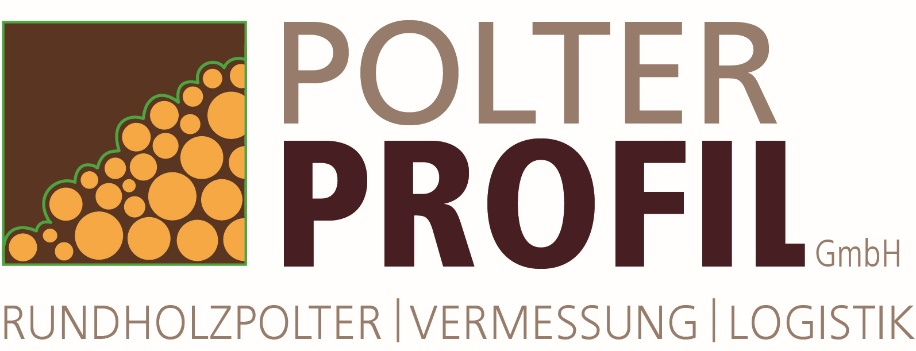 POLTER
PROFIL GmbH
RUNDHOLZPOLTER | VERMESSUNG | LOGISTIK